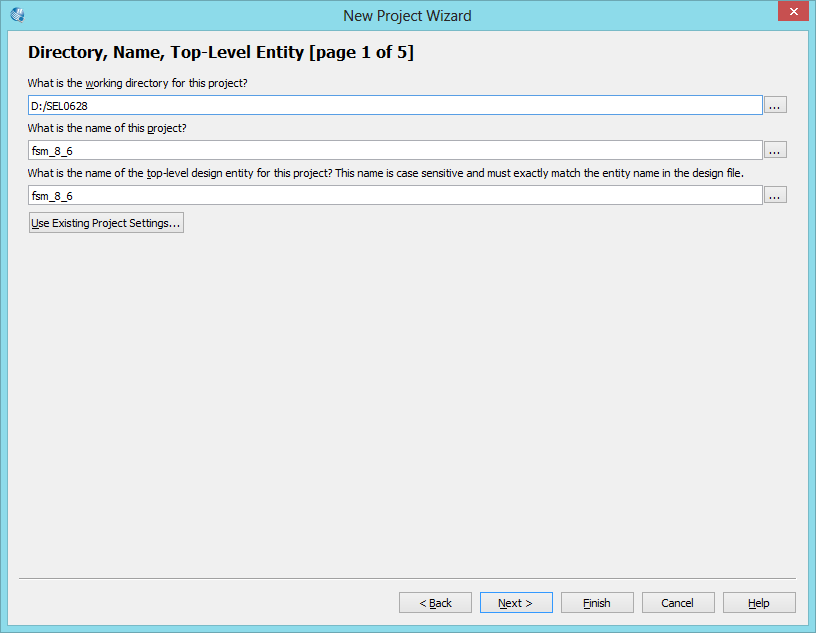 New Project Wizard
Directory, Name, Top-Level Entity [page 1 of 5]
What is the working directory for this project?
D:/SEL0628
...
What is the name of this project?
fsm_8_6
...
What is the name of the top-level design entity for this project? This name is case sensitive and must exactly match the entity name in the design file.
fsm_8_6
...
Use Existing Project Settings...
< Back
Next >
Finish
Cancel
Help